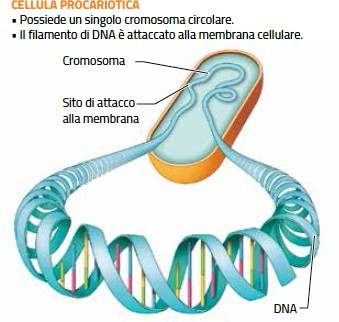 CELLULA PROCARIOTICA
▪ Possiede un singolo cromosoma circolare.
▪ Il filamento di DNA è attaccato alla membrana cellulare.
Cromosoma
Sito di attacco
alla membrana
DNA